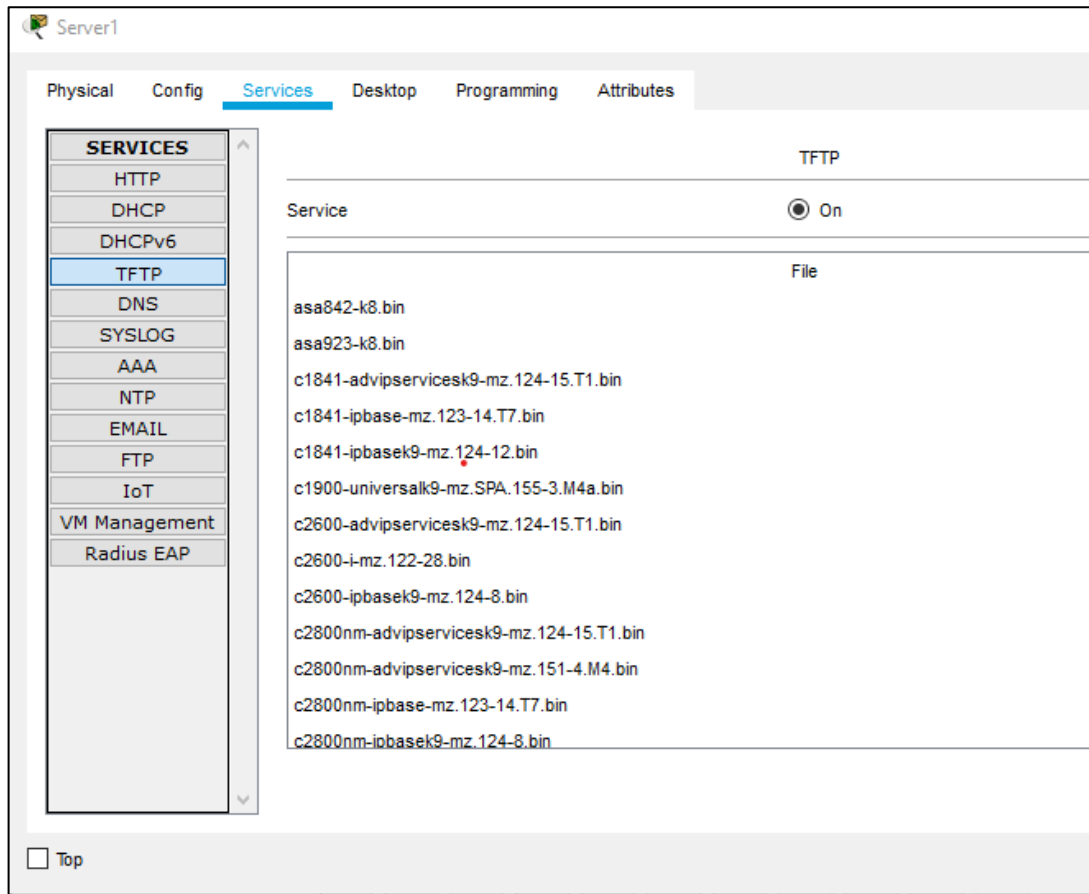 Server1
Physical Config Services Desktop Programming Attributes
SERVICES
HTTP
DHCP
DHCPv6
TFTP
DNS
SYSLOG
AAA
NTP
EMAIL
FTP
IoT
VM Management
Radius EAP
TFTP
Service On
File
asa842-k8.bin
asa923-k8.bin
c1841-advipservicesk9-mz.124-15.T1.bin
c1841-ipbase-mz.123-14.T7.bin
c1841-ipbasek9-mz.124-12.bin
c1900-universalk9-mz.SPA.155-3.M4a.bin
c2600-advipservicesk9-mz.124-15.T1.bin
c2600-i-mz.122-28.bin
c2600-ipbasek9-mz.124-8.bin
c2800nm-advipservicesk9-mz.124-15.T1.bin
c2800nm-advipservicesk9-mz.151-4.M4.bin
c2800nm-ipbase-mz.123-14.T7.bin
c2800nm-ipbasek9-mz.124-8.bin
Top